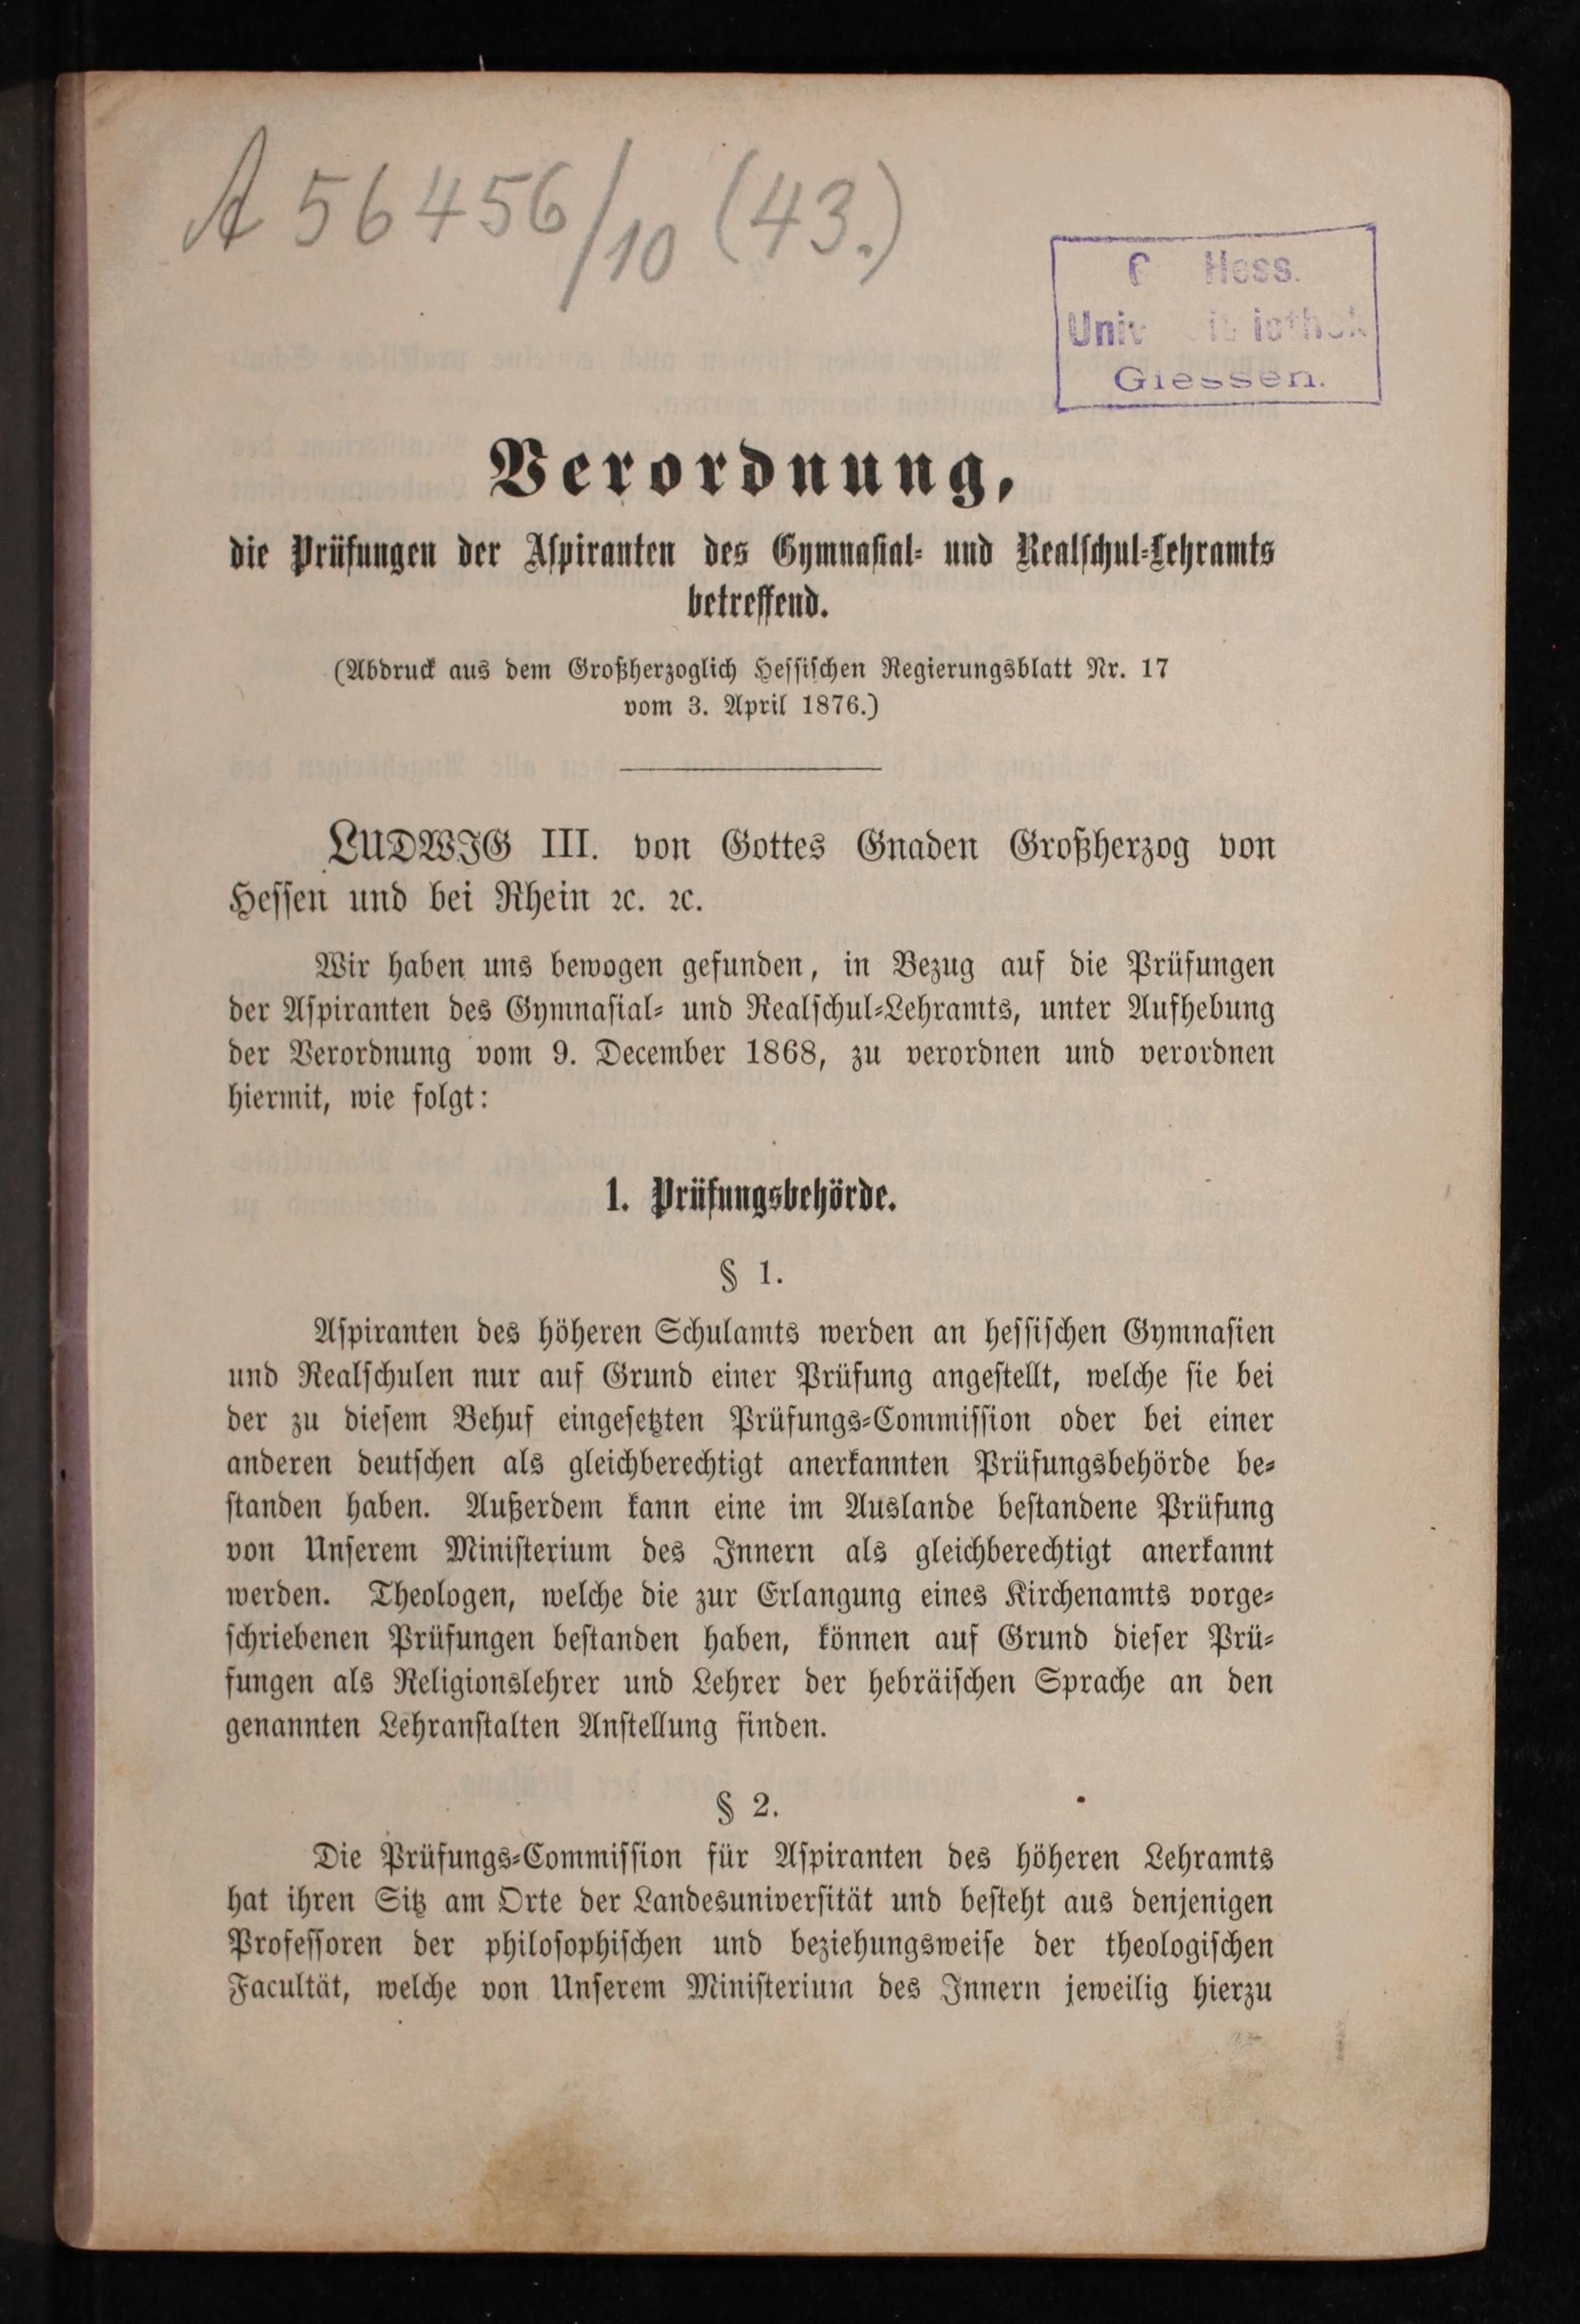 A 56456/10 (43.)
Hess.
Giessen.
Verordnung,
die Prüfungen der Aspiranten des Gymnasial- und Realschul-Lehramts
betreffend.
(Abdruck aus dem Großherzoglich Hessischen Regierungsblatt Nr. 17
vom 3. April 1876.)
LUDWIG III. von Gottes Gnaden Großherzog von
Hessen und bei Rhein ꝛc. ꝛc.
Wir haben uns bewogen gefunden, in Bezug auf die Prüfungen
der Aspiranten des Gymnasial- und Realschul-Lehramts, unter Aufhebung
der Verordnung vom 9. December 1868, zu verordnen und verordnen
hiermit, wie folgt:
1. Prüfungsbehörde.
§ 1.
Aspiranten des höheren Schulamts werden an hessischen Gymnasien
und Realschulen nur auf Grund einer Prüfung angestellt, welche sie bei
der zu diesem Behuf eingesetzten Prüfungs-Commission oder bei einer
anderen deutschen als gleichberechtigt anerkannten Prüfungsbehörde be-
standen haben. Außerdem kann eine im Auslande bestandene Prüfung
von Unserem Ministerium des Innern als gleichberechtigt anerkannt
werden. Theologen, welche die zur Erlangung eines Kirchenamts vorge-
schriebenen Prüfungen bestanden haben, können auf Grund dieser Prü-
fungen als Religionslehrer und Lehrer der hebräischen Sprache an den
genannten Lehranstalten Anstellung finden.
§ 2.
Die Prüfungs-Commission für Aspiranten des höheren Lehramts
hat ihren Sitz am Orte der Landesuniversität und besteht aus denjenigen
Professoren der philosophischen und beziehungsweise der theologischen
Facultät, welche von Unserem Ministerium des Innern jeweilig hierzu